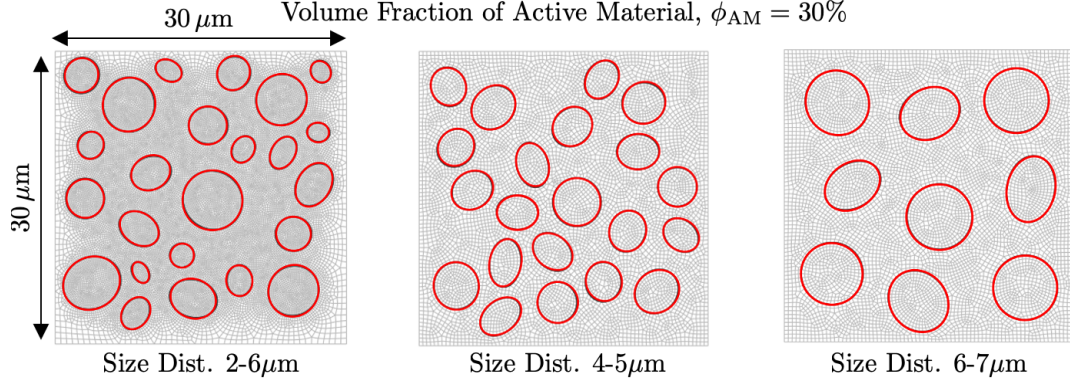 Volume Fraction of Active Material, ϕ_AM = 30%
30 μm
30 μm
Size Dist. 2-6μm
Size Dist. 4-5μm
Size Dist. 6-7μm